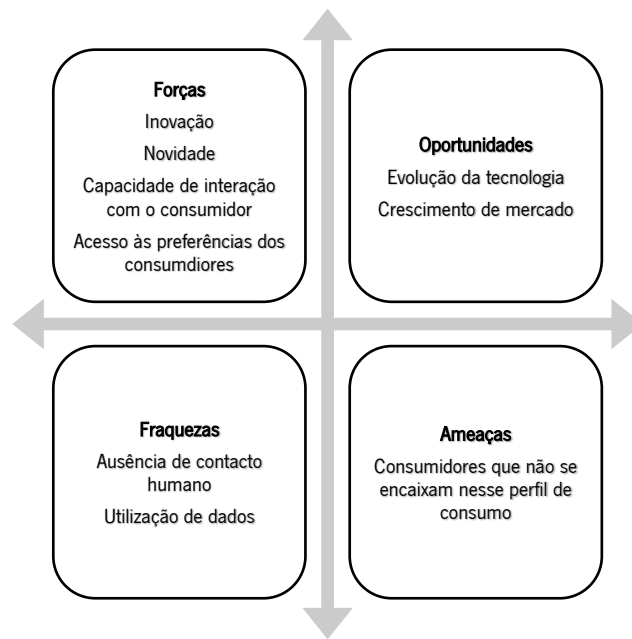 Forças
Inovação
Novidade
Capacidade de interação
com o consumidor
Acesso às preferências dos
consumdiores
Oportunidades
Evolução da tecnologia
Crescimento de mercado
Fraquezas
Ausência de contacto
humano
Utilização de dados
Ameaças
Consumidores que não se
encaixam nesse perfil de
consumo